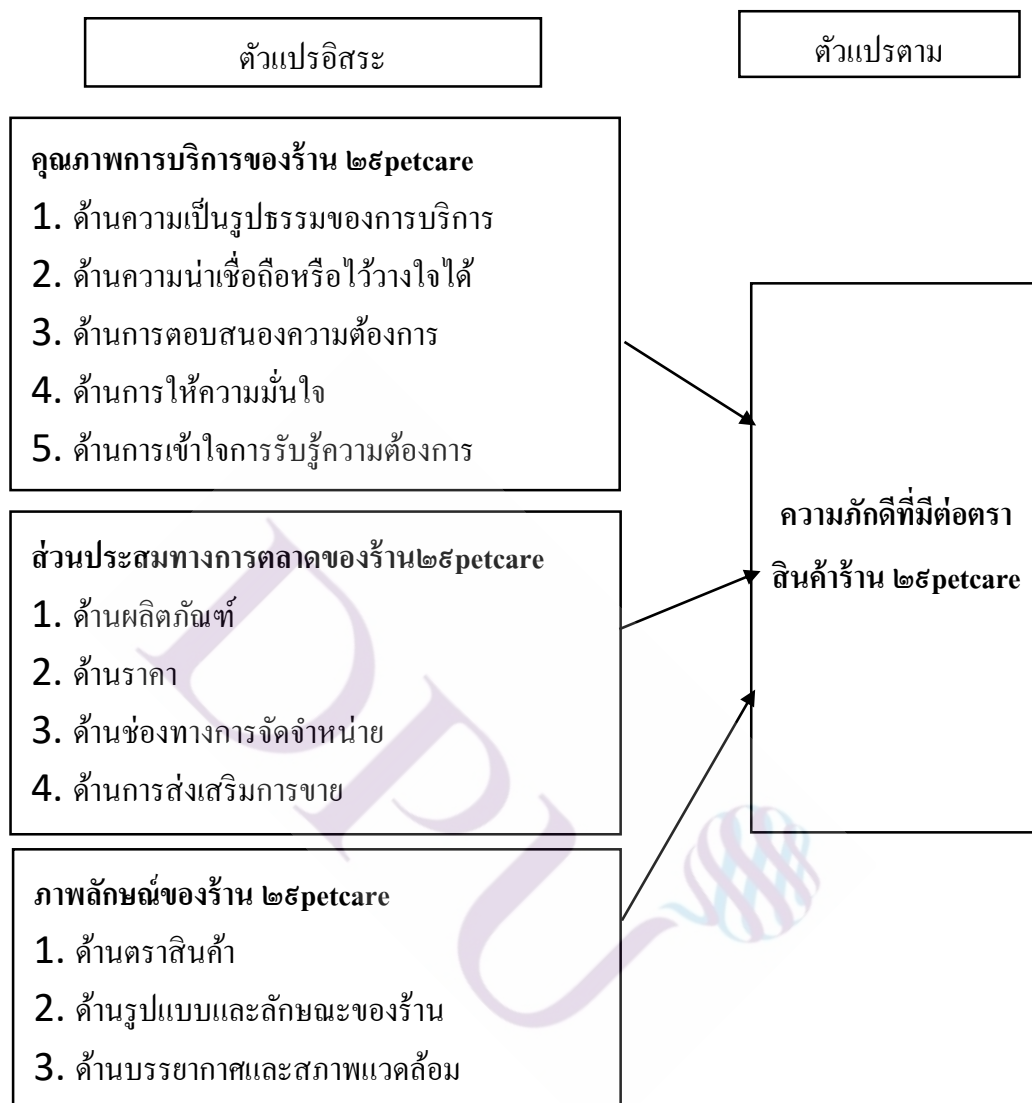 ตัวแปรอิสระ
ตัวแปรตาม
คุณภาพการบริการของร้าน ๒๙petcare
1. ด้านความเป็นรูปธรรมของการบริการ
2. ด้านความน่าเชื่อถือหรือไว้วางใจได้
3. ด้านการตอบสนองความต้องการ
4. ด้านการให้ความมั่นใจ
5. ด้านการเข้าใจการรับรู้ความต้องการ
ส่วนประสมทางการตลาดของร้าน๒๙petcare
1. ด้านผลิตภัณฑ์
2. ด้านราคา
3. ด้านช่องทางการจัดจำหน่าย
4. ด้านการส่งเสริมการขาย
ภาพลักษณ์ของร้าน ๒๙petcare
1. ด้านตราสินค้า
2. ด้านรูปแบบและลักษณะของร้าน
3. ด้านบรรยากาศและสภาพแวดล้อม
ความภักดีที่มีต่อตรา
สินค้าร้าน ๒๙petcare
DPU